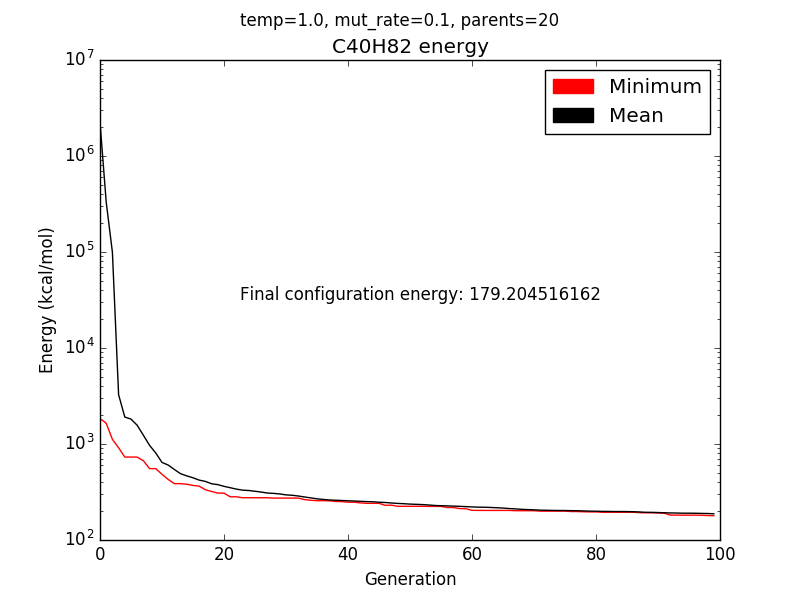 temp=1.0, mut_rate=0.1, parents=20
C40H82 energy
10^7
10^6
10^5
10^4
10^3
10^2
Energy (kcal/mol)
Minimum
Mean
Final configuration energy: 179.204516162
0 20 40 60 80 100
Generation